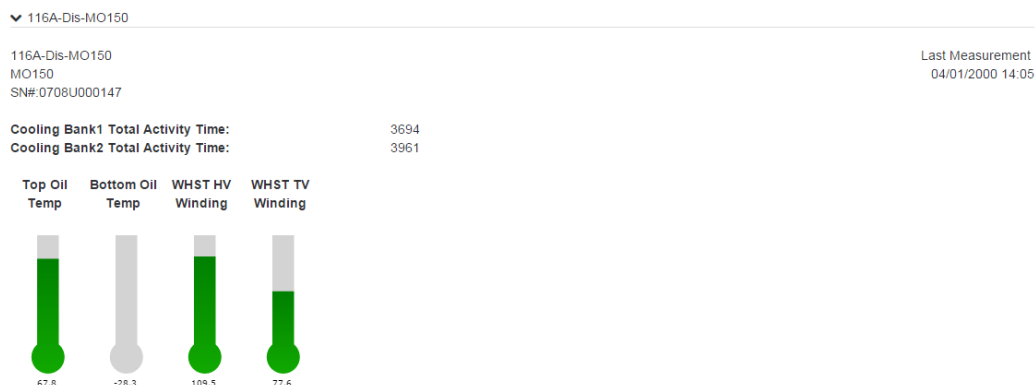 116A-Dis-MO150
116A-Dis-MO150
MO150
SN#:0708U000147
Last Measurement
04/01/2000 14:05
Cooling Bank1 Total Activity Time: 3694
Cooling Bank2 Total Activity Time: 3961
Top Oil Temp
Bottom Oil Temp
WHST HV Winding
WHST TV Winding
67.8 -28.3 109.5 77.6